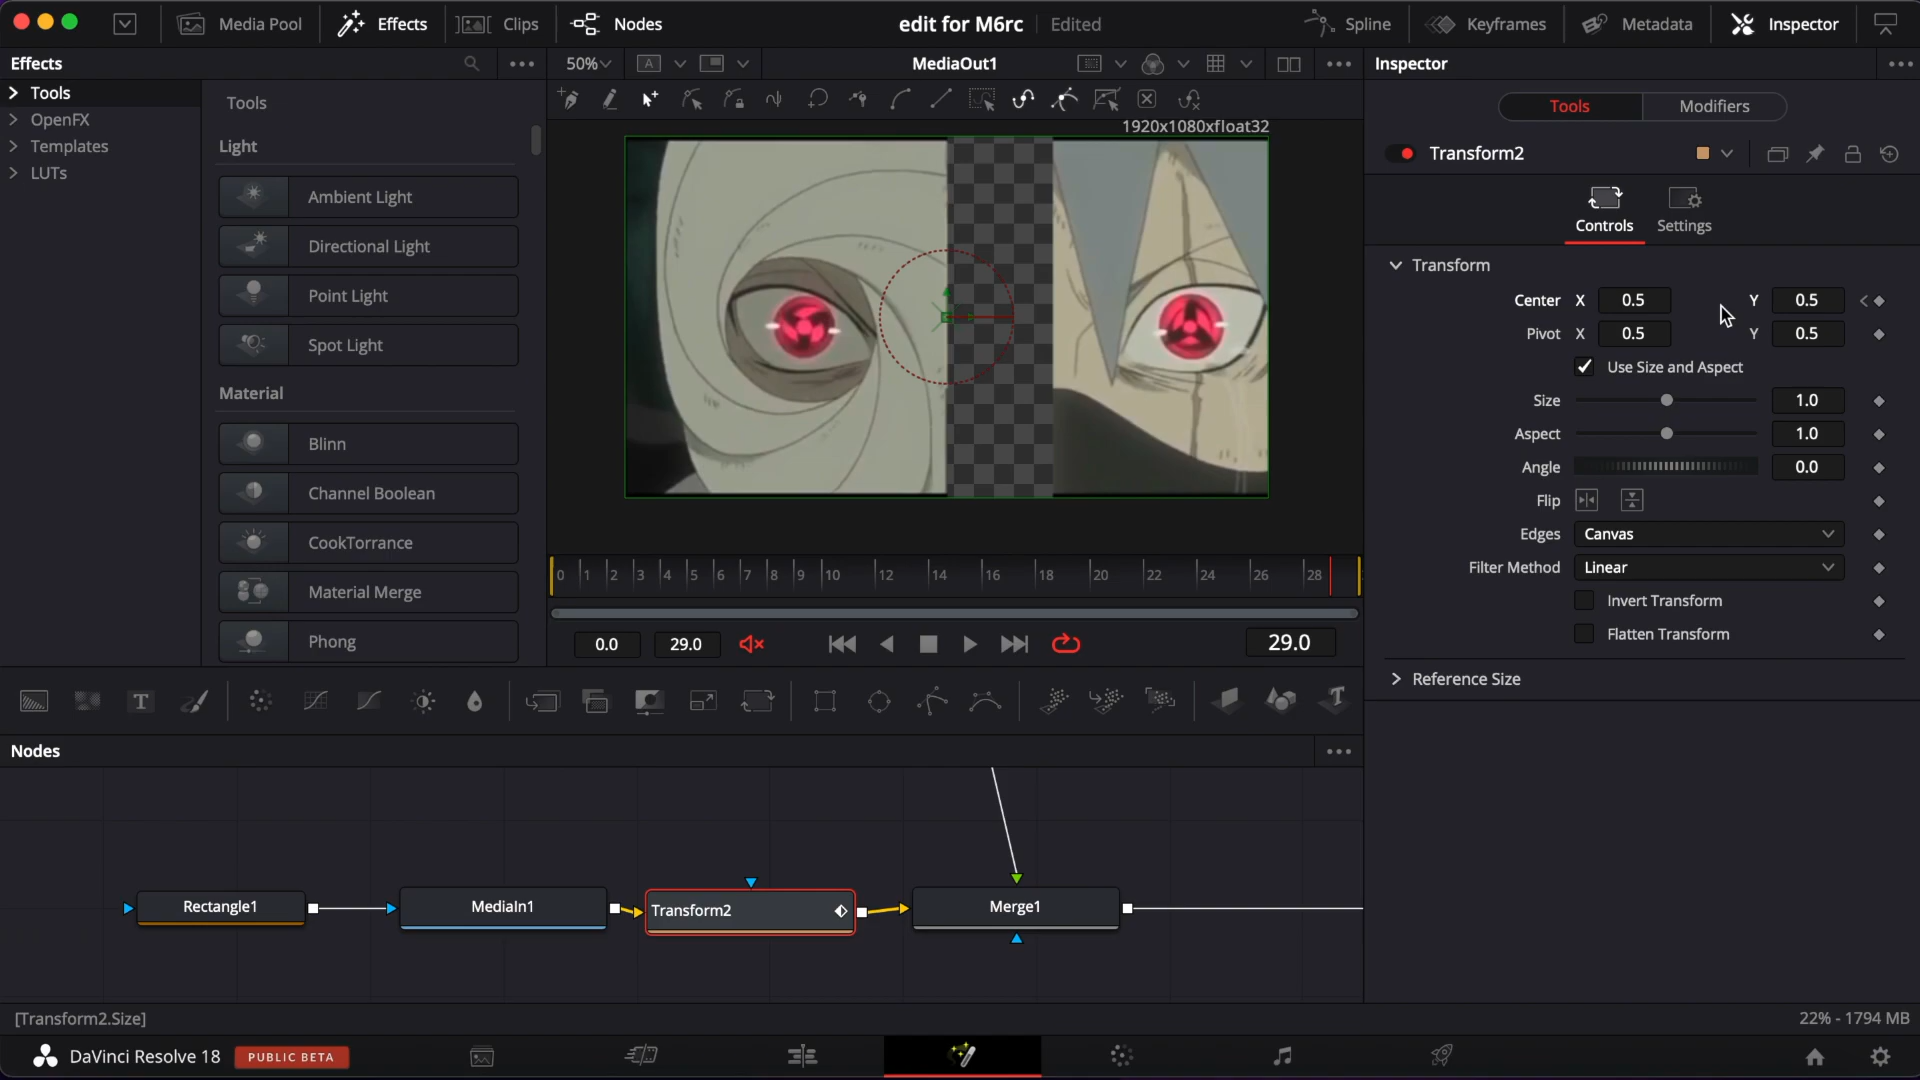 Media Pool
Effects
Clips
Nodes
edit for M6rc
Edited
Spline
Keyframes
Metadata
Inspector
Effects
50%
A
MediaOut1
Inspector
Tools
OpenFX
Templates
LUTs
Tools
Light
Ambient Light
Directional Light
Point Light
Spot Light
Material
Blinn
Channel Boolean
CookTorrance
Material Merge
Phong
1920x1080xfloat32
0 1 2 3 4 5 6 7 8 9 10 12 14 16 18 20 22 24 26 28
0.0
29.0
29.0
Tools
Modifiers
Transform2
Controls
Settings
Transform
Center X 0.5 Y 0.5
Pivot X 0.5 Y 0.5
Use Size and Aspect
Size 1.0
Aspect 1.0
Angle 0.0
Flip
Edges Canvas
Filter Method Linear
Invert Transform
Flatten Transform
Reference Size
T
T
Nodes
Rectangle1
MediaIn1
Transform2
Merge1
[Transform2.Size]
22% - 1794 MB
DaVinci Resolve 18
PUBLIC BETA